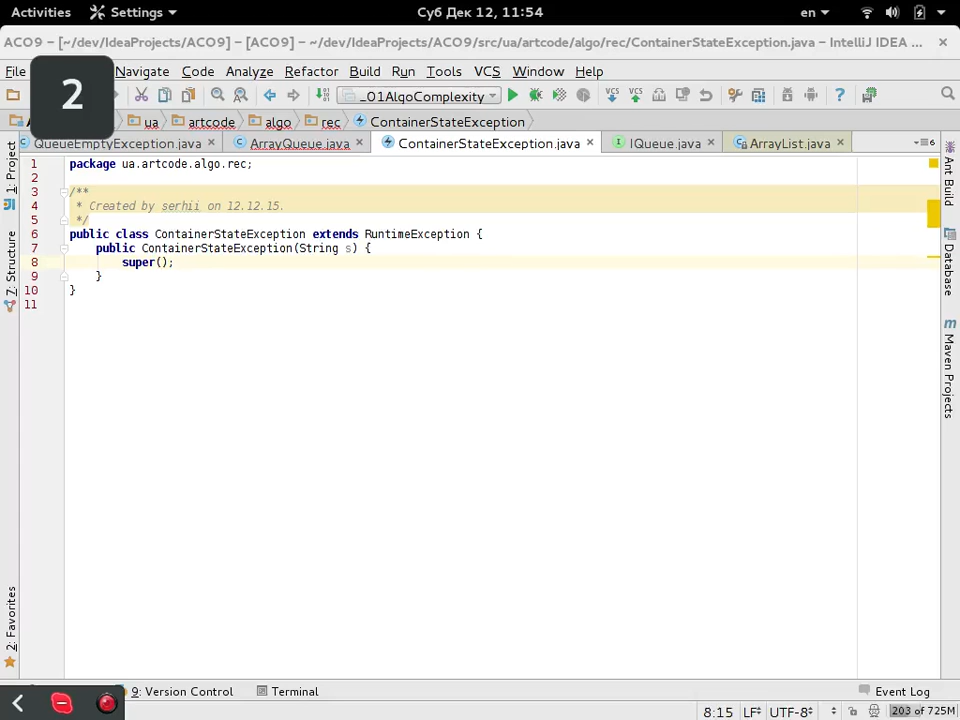 Activities Settings Суб Дек 12, 11:54 en
ACO9 – [~/dev/IdeaProjects/ACO9] – [ACO9] – ~/dev/IdeaProjects/ACO9/src/ua/artcode/algo/rec/ContainerStateException.java – IntelliJ IDEA ...
File Navigate Code Analyze Refactor Build Run Tools VCS Window Help
2
_01AlgoComplexity VCS VCS
ua artcode algo rec ContainerStateException
QueueEmptyException.java ArrayQueue.java ContainerStateException.java IQueue.java ArrayList.java 6
1 package ua.artcode.algo.rec;
2
3 /**
4 * Created by serhii on 12.12.15.
5 */
6 public class ContainerStateException extends RuntimeException {
7 public ContainerStateException(String s) {
8 super();
9 }
10 }
11
1: Project
7: Structure
2: Favorites
Ant Build
Database
Maven Projects
9: Version Control Terminal Event Log
8:15 LF UTF-8 203 of 725M